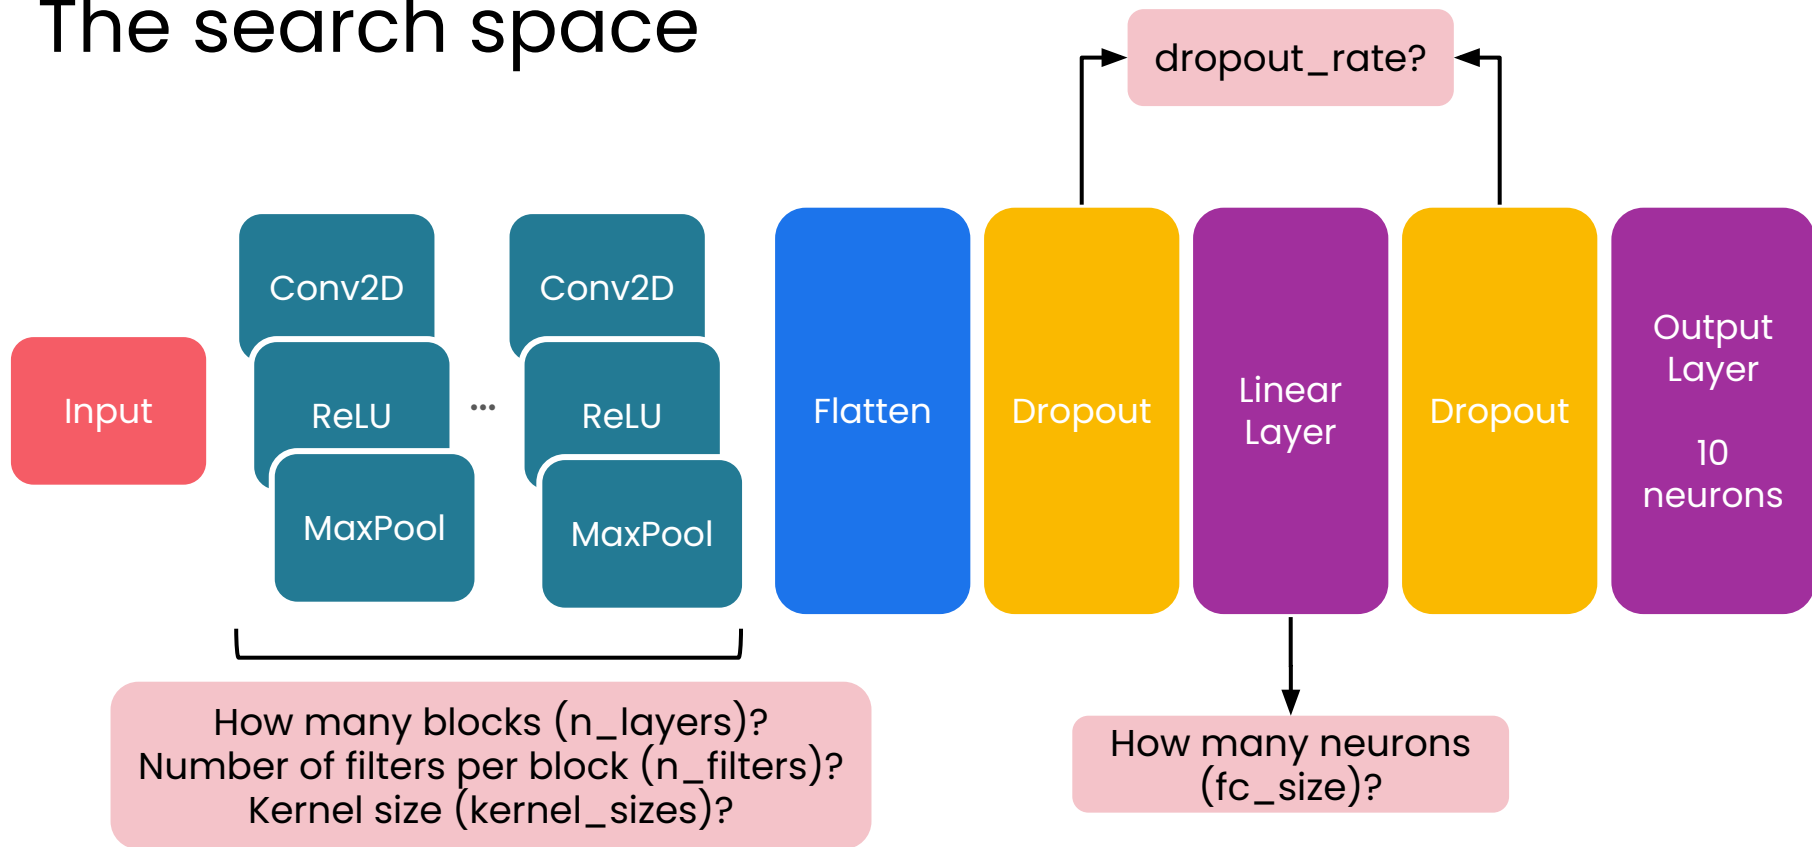 The search space
dropout_rate?
Input
Conv2D
ReLU
MaxPool
...
Conv2D
ReLU
MaxPool
Flatten
Dropout
Linear
Layer
Dropout
Output
Layer
10
neurons
How many blocks (n_layers)?
Number of filters per block (n_filters)?
Kernel size (kernel_sizes)?
How many neurons
(fc_size)?